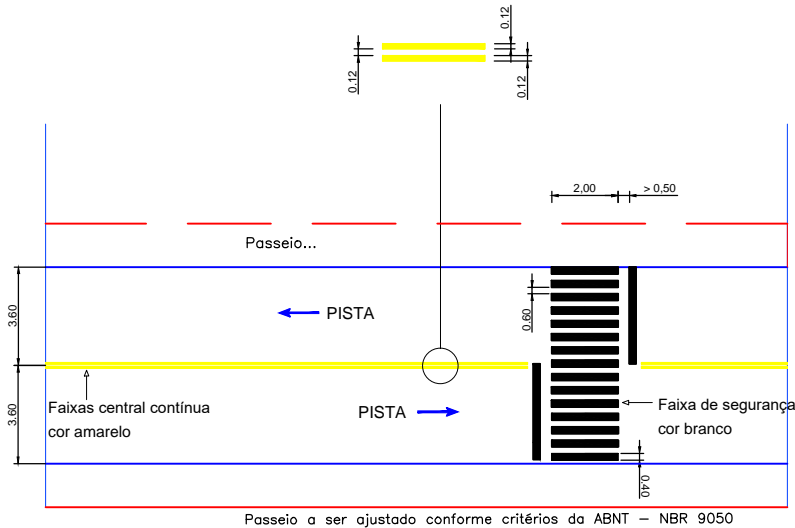 0.12
0.12
0.12
2,00
> 0,50
Passeio...
3.60
PISTA
0.60
Faixas central contínua
cor amarelo
3.60
PISTA
Faixa de segurança
cor branco
0.40
Passeio a ser ajustado conforme critérios da ABNT – NBR 9050